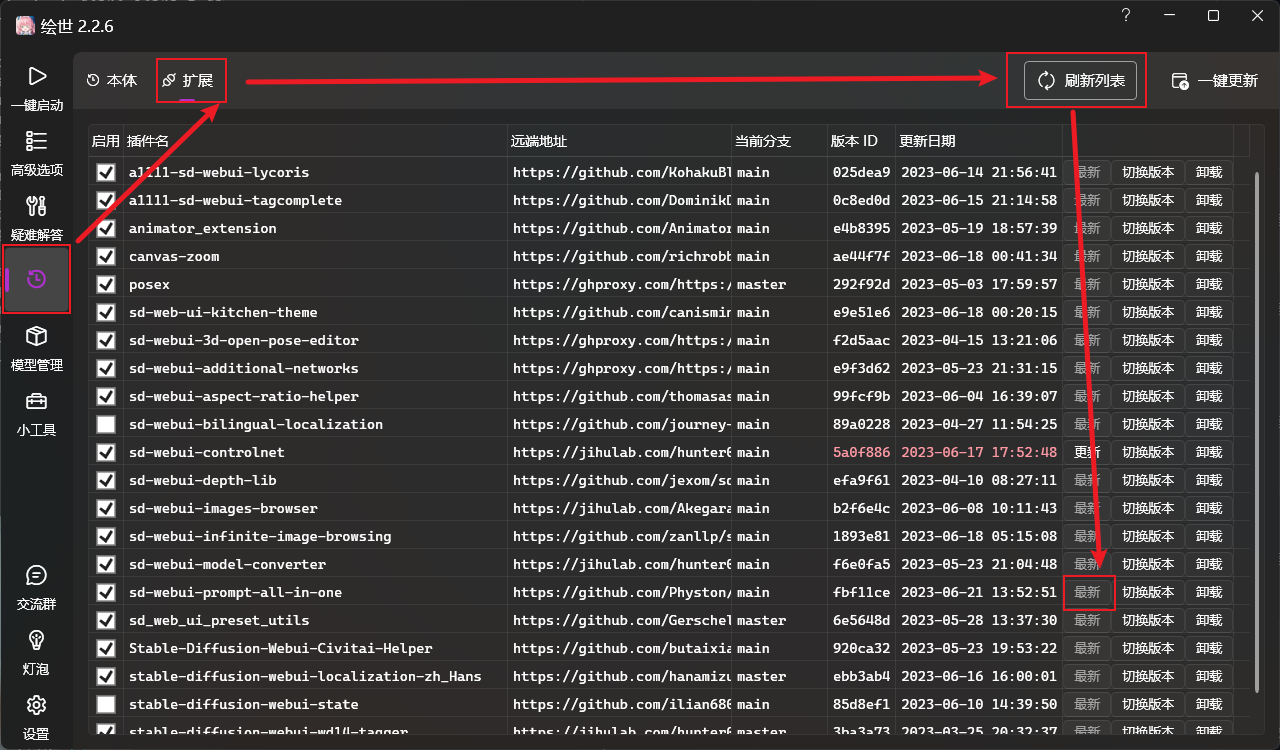 绘世 2.2.6
?
一键启动
高级选项
疑难解答
模型管理
小工具
交流群
灯泡
设置
本体 扩展 刷新列表 一键更新
启用 插件名 远端地址 当前分支 版本 ID 更新日期
a1111-sd-webui-lycoris https://github.com/KohakuBl main 025dea9 2023-06-14 21:56:41 最新 切换版本 卸载
a1111-sd-webui-tagcomplete https://github.com/DominikD main 0c8ed0d 2023-06-15 21:14:58 最新 切换版本 卸载
animator_extension https://github.com/Animator main e4b8395 2023-05-19 18:57:39 最新 切换版本 卸载
canvas-zoom https://github.com/richrobb main ae44f7f 2023-06-18 00:41:34 最新 切换版本 卸载
posex https://ghproxy.com/https:/ master 292f92d 2023-05-03 17:59:57 最新 切换版本 卸载
sd-web-ui-kitchen-theme https://github.com/canismin main e9e51e6 2023-06-18 00:20:15 最新 切换版本 卸载
sd-webui-3d-open-pose-editor https://ghproxy.com/https:/ main f2d5aac 2023-04-15 13:21:06 最新 切换版本 卸载
sd-webui-additional-networks https://ghproxy.com/https:/ main e9f3d62 2023-05-23 21:31:15 最新 切换版本 卸载
sd-webui-aspect-ratio-helper https://github.com/thomasas main 99fcf9b 2023-06-04 16:39:07 最新 切换版本 卸载
sd-webui-bilingual-localization https://github.com/journey- main 89a0228 2023-04-27 11:54:25 最新 切换版本 卸载
sd-webui-controlnet https://jihulab.com/hunter0 main 5a0f886 2023-06-17 17:52:48 更新 切换版本 卸载
sd-webui-depth-lib https://github.com/jexom/sd main efa9f61 2023-04-10 08:27:11 最新 切换版本 卸载
sd-webui-images-browser https://jihulab.com/Akegara main b2f6e4c 2023-06-08 10:11:43 最新 切换版本 卸载
sd-webui-infinite-image-browsing https://github.com/zanllp/s main 1893e81 2023-06-18 05:15:08 最新 切换版本 卸载
sd-webui-model-converter https://jihulab.com/hunter0 main f6e0fa5 2023-05-23 21:04:48 最新 切换版本 卸载
sd-webui-prompt-all-in-one https://github.com/Physton/ main fbf11ce 2023-06-21 13:52:51 最新 切换版本 卸载
sd_web_ui_preset_utils https://github.com/Gerschel master 6e5648d 2023-05-28 13:37:30 最新 切换版本 卸载
Stable-Diffusion-Webui-Civitai-Helper https://github.com/butaixia main 920ca32 2023-05-23 19:53:22 最新 切换版本 卸载
stable-diffusion-webui-localization-zh_Hans https://github.com/hanamizu master ebb3ab4 2023-06-16 16:00:01 最新 切换版本 卸载
stable-diffusion-webui-state https://github.com/ilian680 main 85d8ef1 2023-06-10 14:39:50 最新 切换版本 卸载
stable-diffusion-webui-wd14-tagger https://jihulab.com/hunter0 main 3ba3a73 2023-03-25 20:32:37 最新 切换版本 卸载